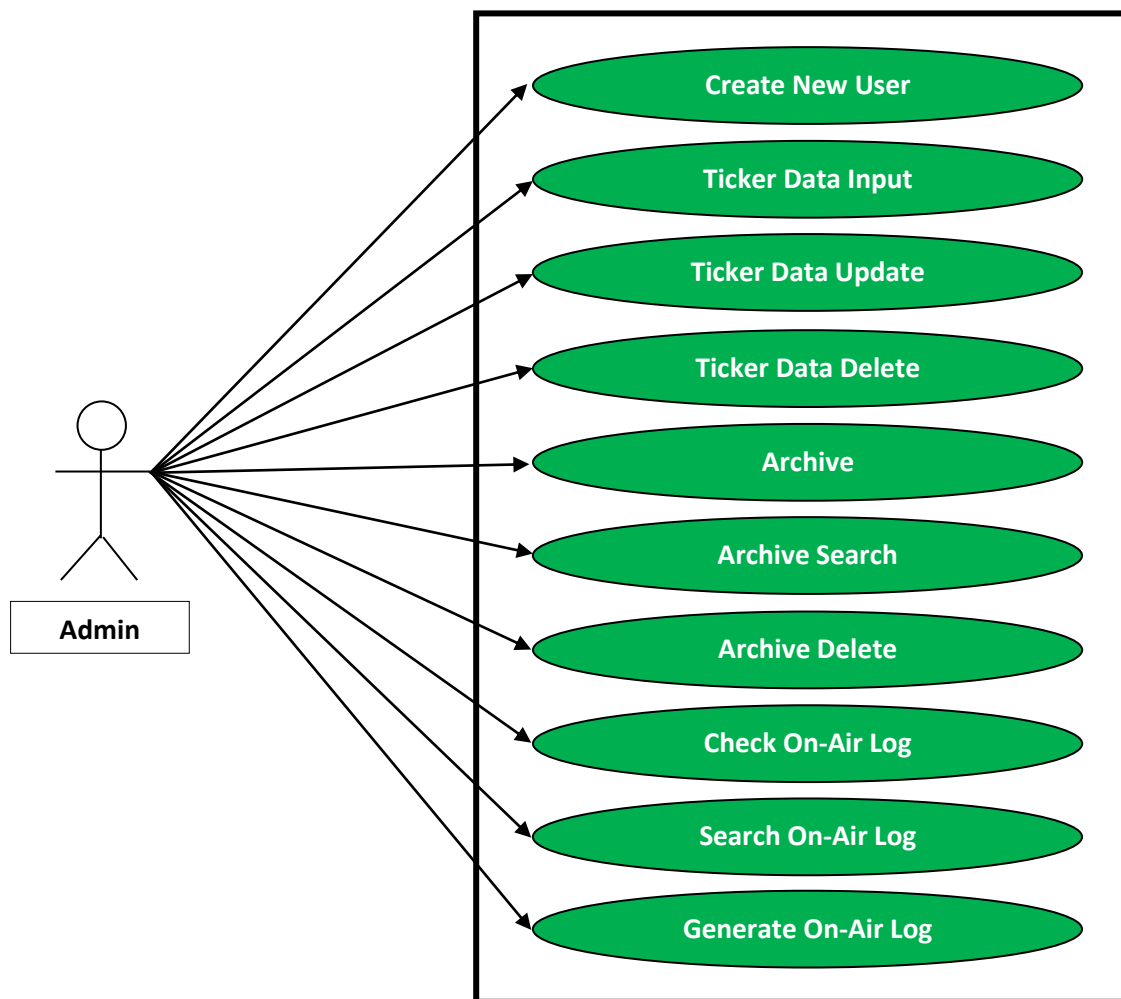 Create New User
Ticker Data Input
Ticker Data Update
Ticker Data Delete
Archive
Archive Search
Admin
Archive Delete
Check On-Air Log
Search On-Air Log
Generate On-Air Log